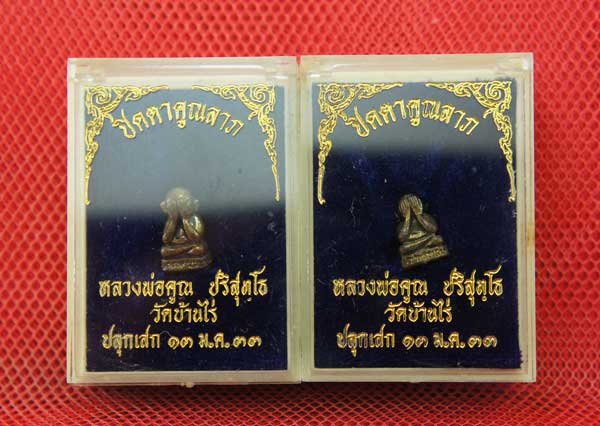 ปิดตาคูณลาภ
หลวงพ่อคูณ ปริสุทฺโธ
วัดบ้านไร่
ปลุกเสก ๑๓ ม.ค. ๓๓
ปิดตาคูณลาภ
หลวงพ่อคูณ ปริสุทฺโธ
วัดบ้านไร่
ปลุกเสก ๑๓ ม.ค. ๓๓